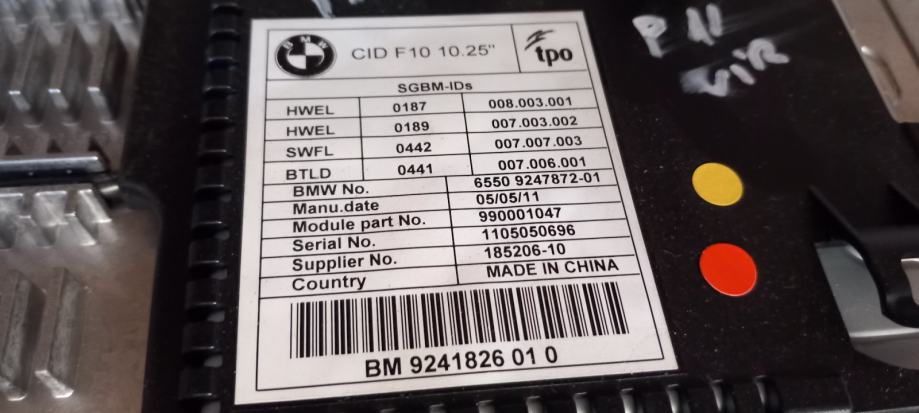 BMW
CID F10 10.25"
tpo
SGBM-IDs
HWEL 0187 008.003.001
HWEL 0189 007.003.002
SWFL 0442 007.007.003
BTLD 0441 007.006.001
BMW No. 6550 9247872-01
Manu.date 05/05/11
Module part No. 990001047
Serial No. 1105050696
Supplier No. 185206-10
Country MADE IN CHINA
BM 9241826 01 0